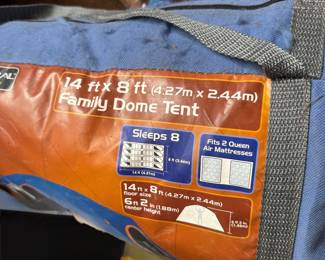 AL
14 ft x 8 ft (4.27m x 2.44m)
Family Dome Tent
Sleeps 8
Fits 2 Queen
Air Mattresses
14 ft x 8 ft (4.27m x 2.44m)
floor size
6 ft 2 in (1.88m)
center height